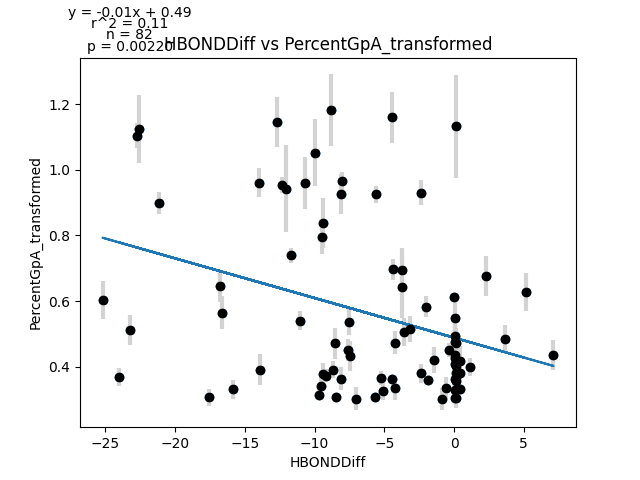 y = -0.01x + 0.49
r^2 = 0.11
n = 82
p = 0.00220
HBONDDiff vs PercentGpA_transformed
PercentGpA_transformed
1.2
1.0
0.8
0.6
0.4
−25
−20
−15
−10
−5
0
5
HBONDDiff